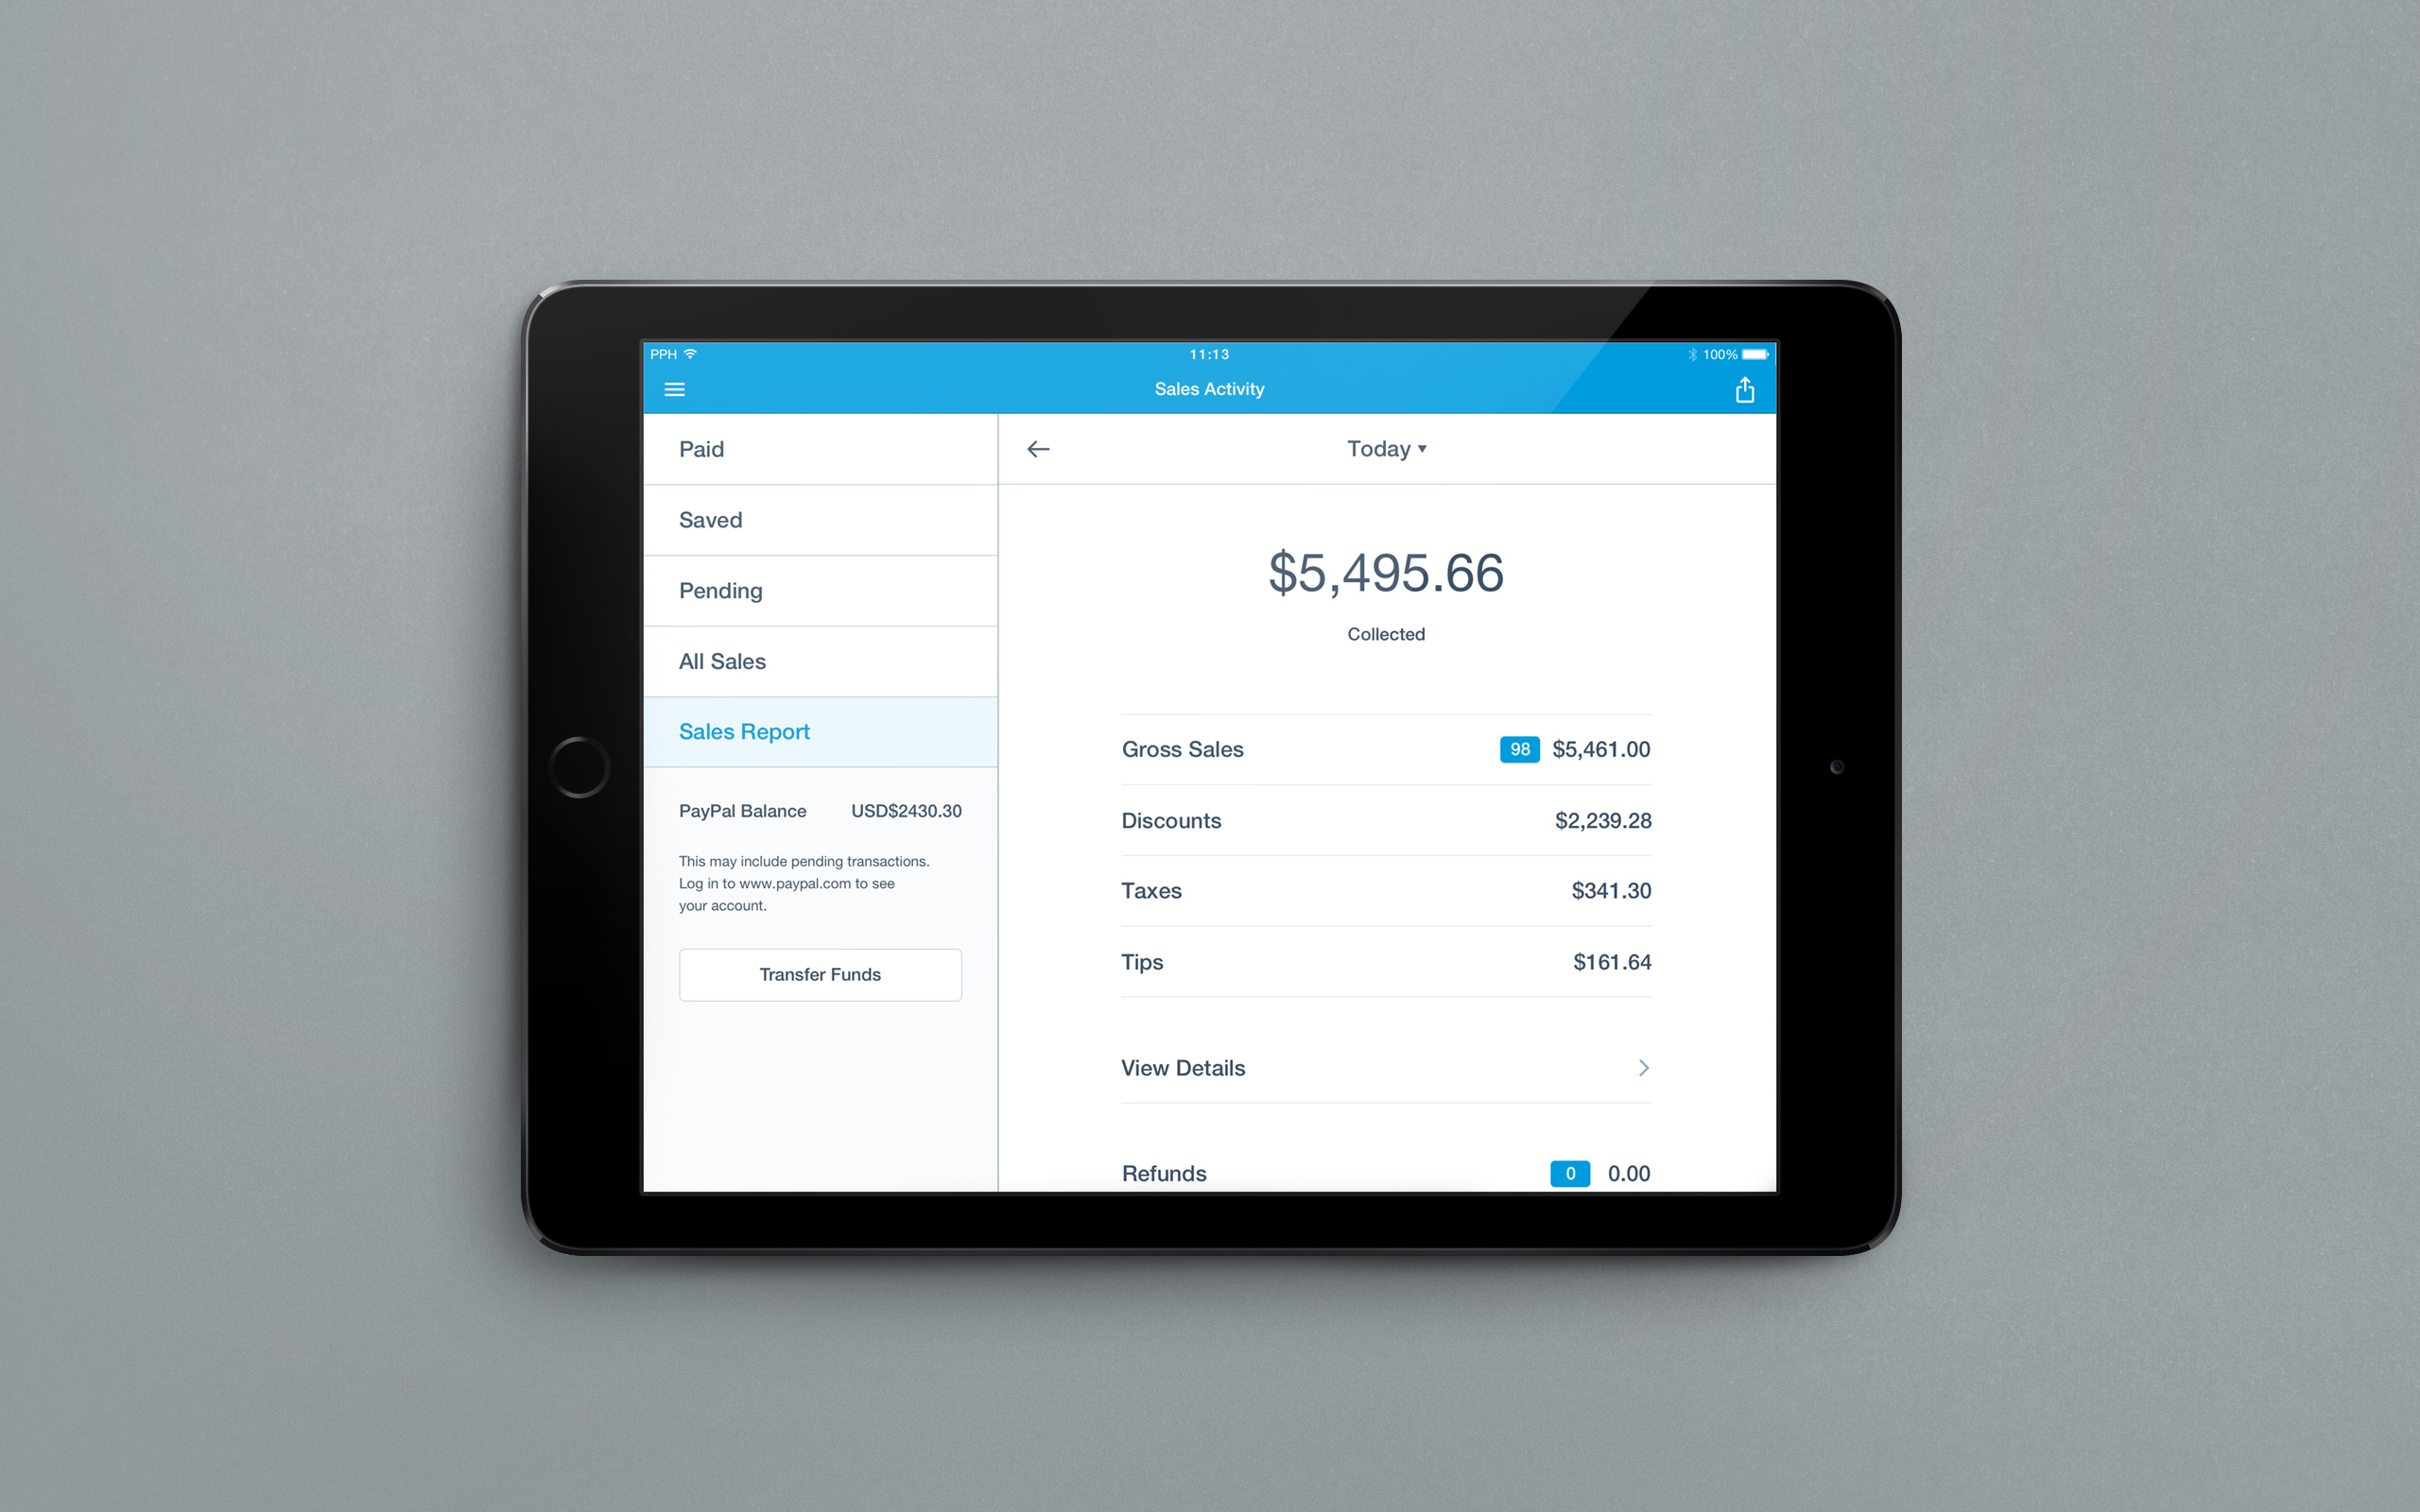 PPH 11:13 100%
Sales Activity
Paid
Saved
Pending
All Sales
Sales Report
PayPal Balance USD$2430.30
This may include pending transactions.
Log in to www.paypal.com to see
your account.
Transfer Funds
Today
$5,495.66
Collected
Gross Sales 98 $5,461.00
Discounts $2,239.28
Taxes $341.30
Tips $161.64
View Details
Refunds 0 0.00